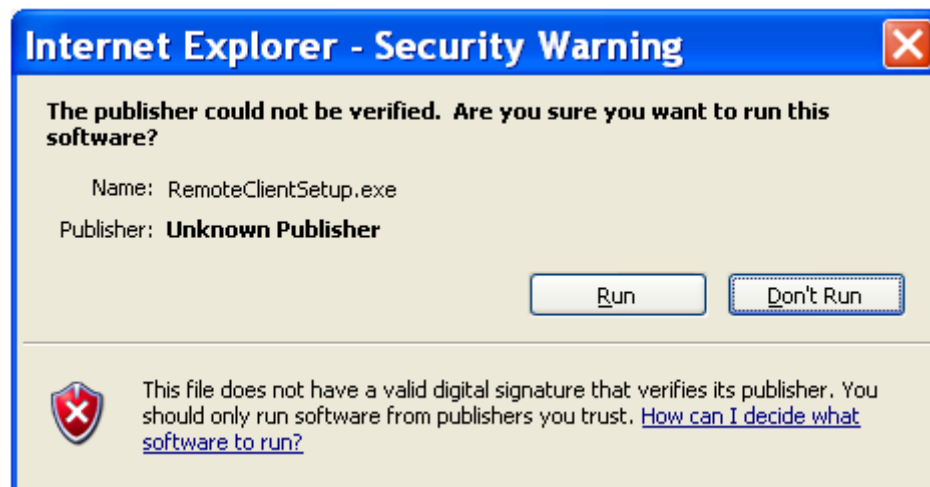 Internet Explorer - Security Warning
The publisher could not be verified.  Are you sure you want to run this
software?
Name: RemoteClientSetup.exe
Publisher: Unknown Publisher
Run Don't Run
This file does not have a valid digital signature that verifies its publisher. You
should only run software from publishers you trust. How can I decide what
software to run?